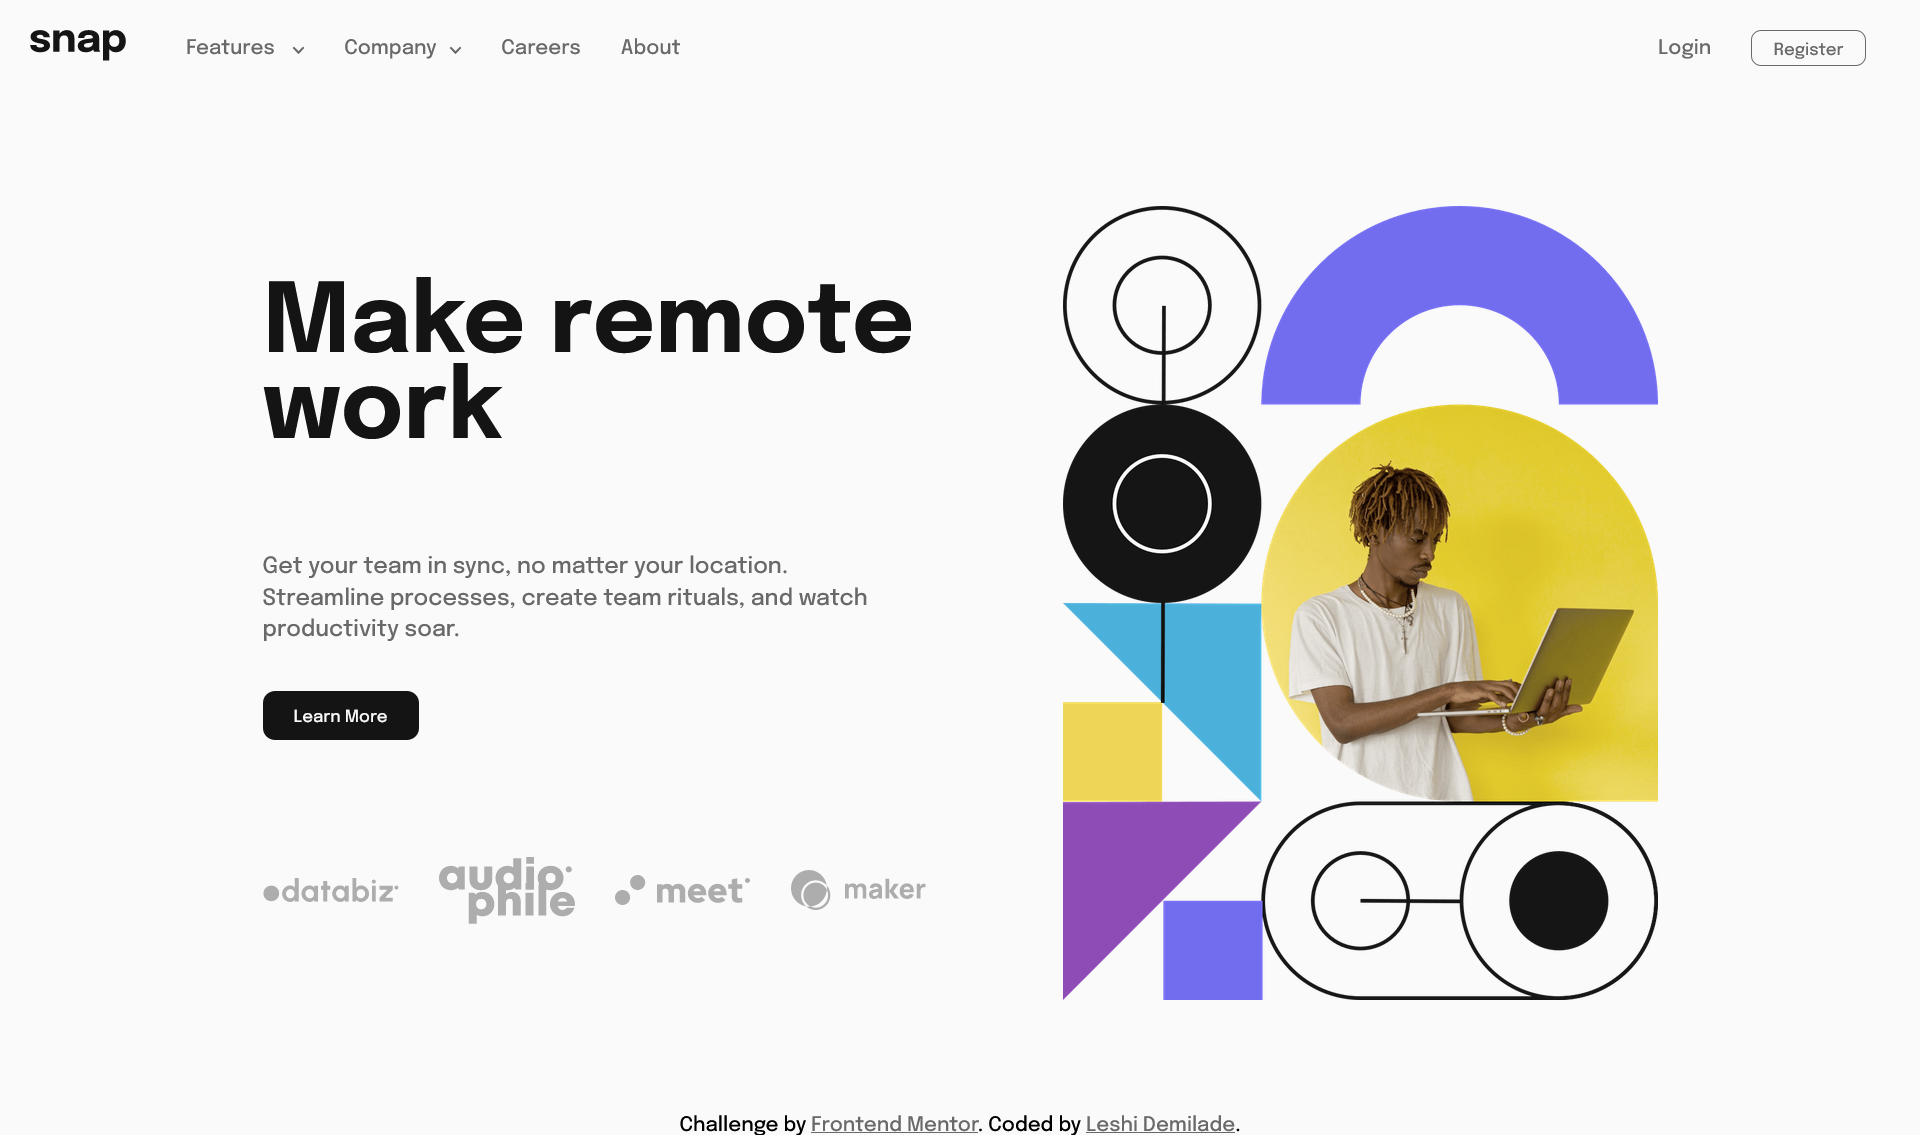 snap
Features
Company
Careers
About
Login
Register
Make remote
work
Get your team in sync, no matter your location.
Streamline processes, create team rituals, and watch
productivity soar.
Learn More
databiz
audio
phile
meet
maker
Challenge by Frontend Mentor. Coded by Leshi Demilade.